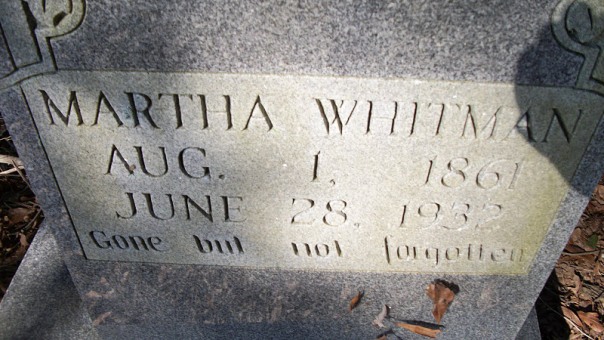 MARTHA WHITMAN
AUG. 1, 1861
JUNE 28, 1932
Gone but not forgotten